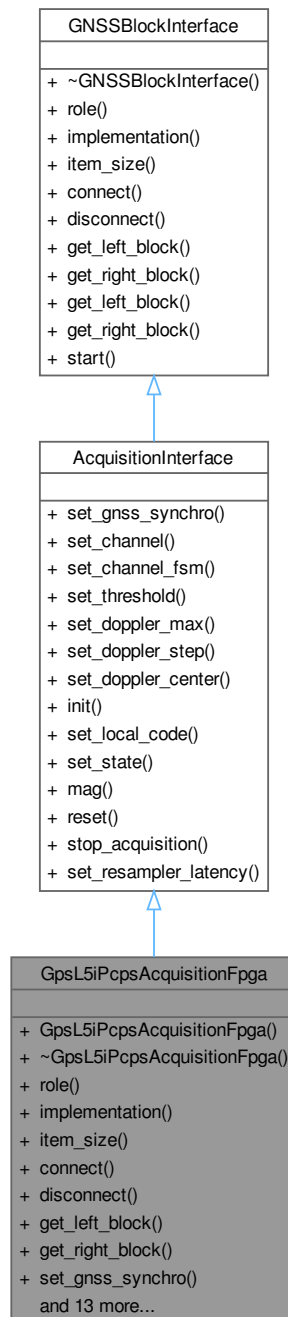 GNSSBlockInterface
+ ~GNSSBlockInterface()
+ role()
+ implementation()
+ item_size()
+ connect()
+ disconnect()
+ get_left_block()
+ get_right_block()
+ get_left_block()
+ get_right_block()
+ start()
AcquisitionInterface
+ set_gnss_synchro()
+ set_channel()
+ set_channel_fsm()
+ set_threshold()
+ set_doppler_max()
+ set_doppler_step()
+ set_doppler_center()
+ init()
+ set_local_code()
+ set_state()
+ mag()
+ reset()
+ stop_acquisition()
+ set_resampler_latency()
GpsL5iPcpsAcquisitionFpga
+ GpsL5iPcpsAcquisitionFpga()
+ ~GpsL5iPcpsAcquisitionFpga()
+ role()
+ implementation()
+ item_size()
+ connect()
+ disconnect()
+ get_left_block()
+ get_right_block()
+ set_gnss_synchro()
and 13 more...